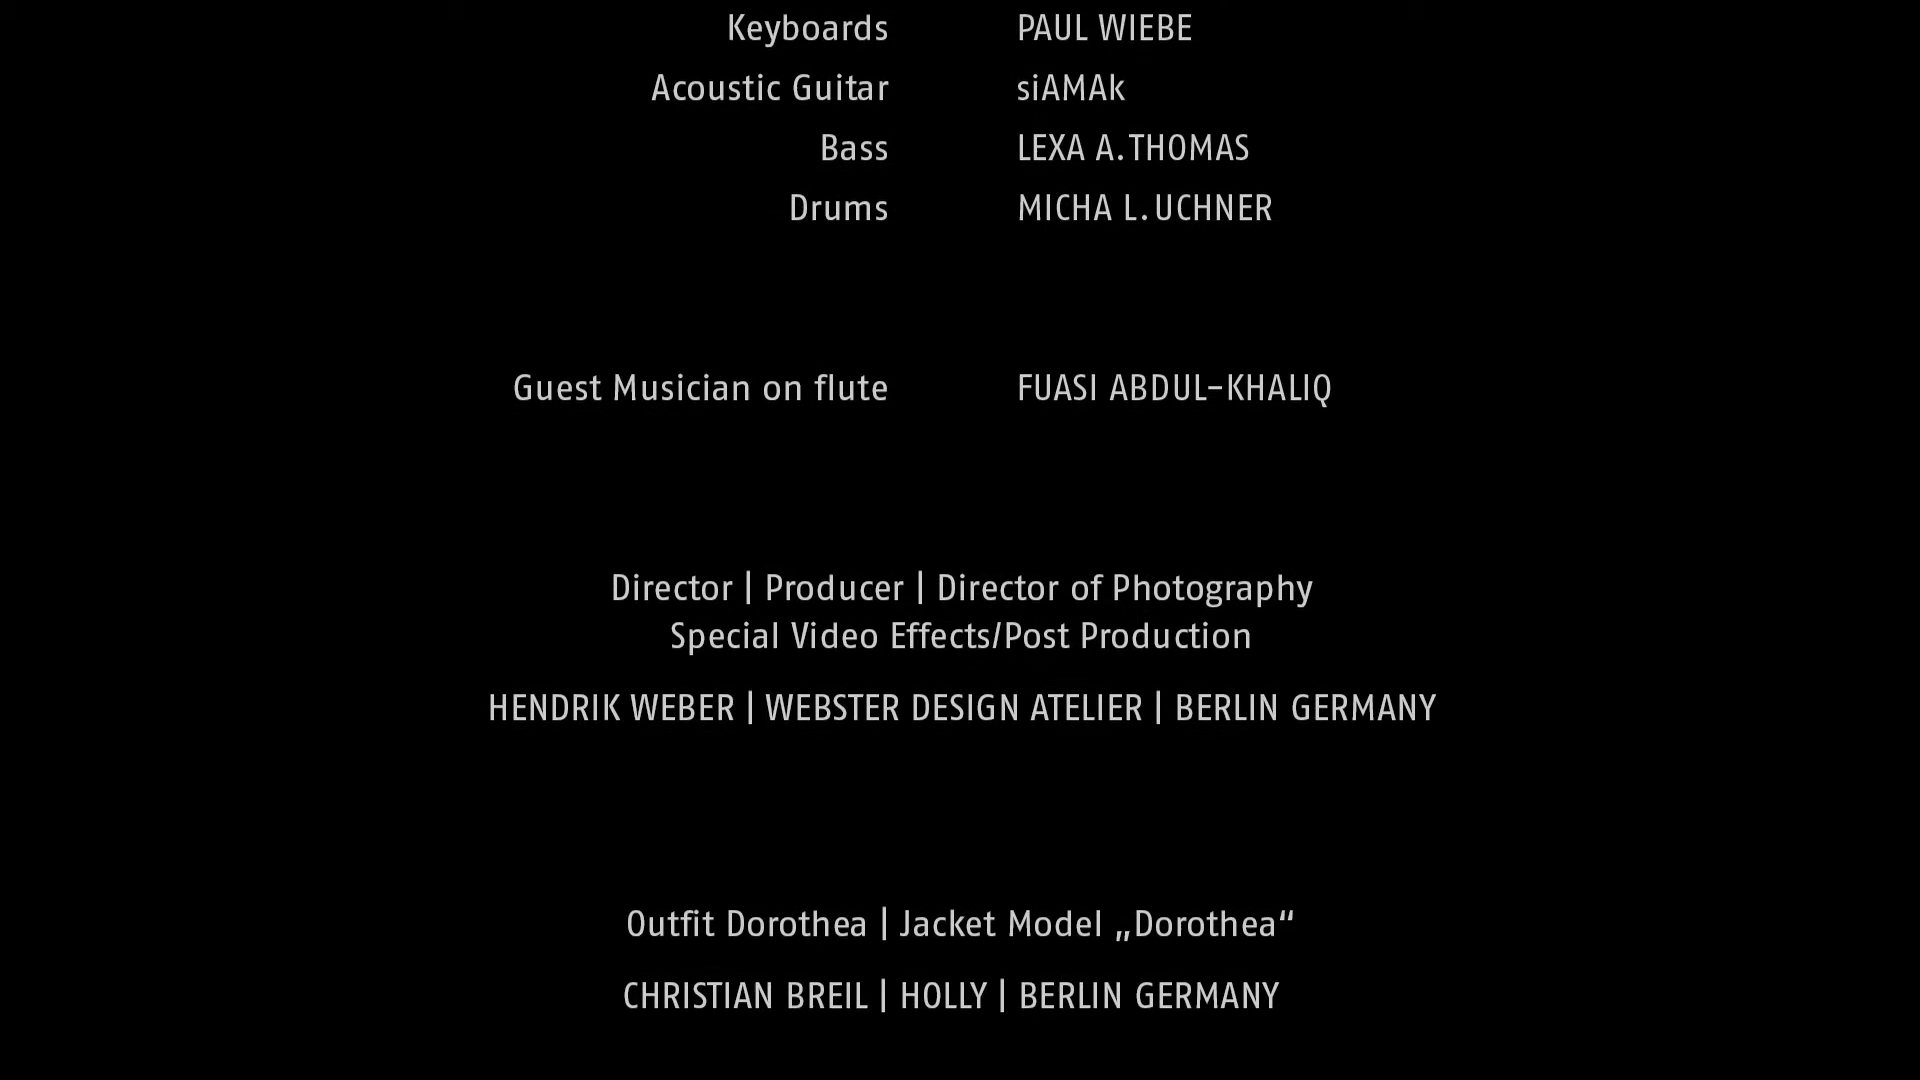 Keyboards PAUL WIEBE
Acoustic Guitar siAMAk
Bass LEXA A. THOMAS
Drums MICHA L. UCHNER
Guest Musician on flute FUASI ABDUL-KHALIQ
Director | Producer | Director of Photography
Special Video Effects/Post Production
HENDRIK WEBER | WEBSTER DESIGN ATELIER | BERLIN GERMANY
Outfit Dorothea | Jacket Model „Dorothea“
CHRISTIAN BREIL | HOLLY | BERLIN GERMANY